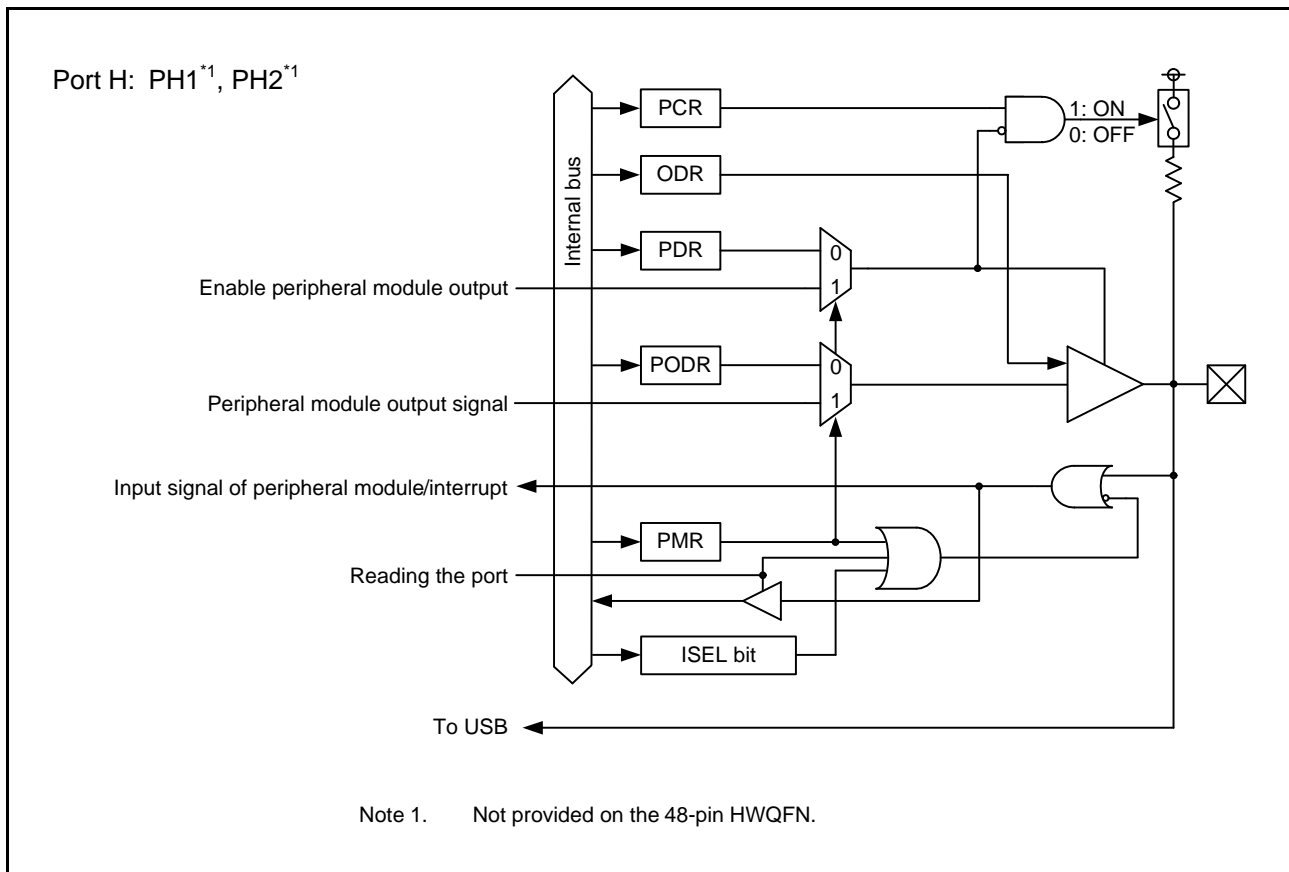 Port H: PH1*1, PH2*1
PCR
1: ON
0: OFF
ODR
Internal bus
PDR
0
Enable peripheral module output
1
PODR
0
Peripheral module output signal
1
Input signal of peripheral module/interrupt
PMR
Reading the port
ISEL bit
To USB
Note 1. Not provided on the 48-pin HWQFN.